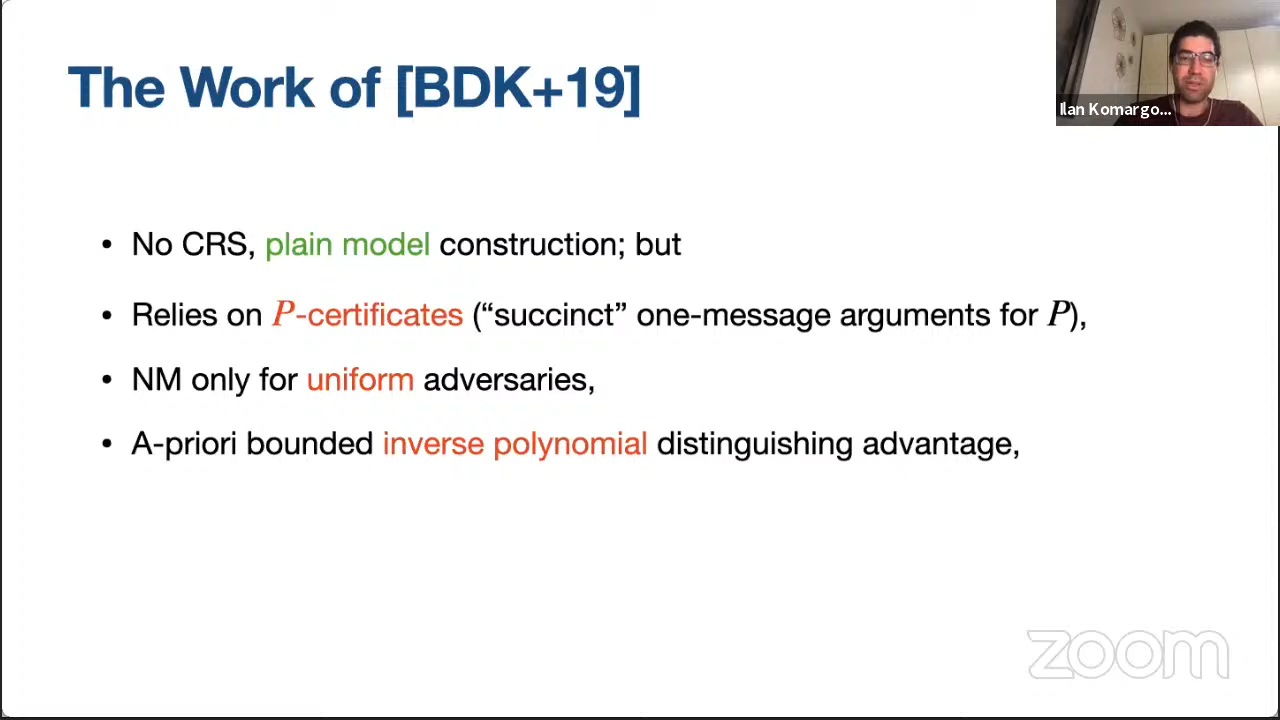 The Work of [BDK+19]
Ilan Komargo...
• No CRS, plain model construction; but
• Relies on P-certificates (“succinct” one-message arguments for P),
• NM only for uniform adversaries,
• A-priori bounded inverse polynomial distinguishing advantage,
zoom